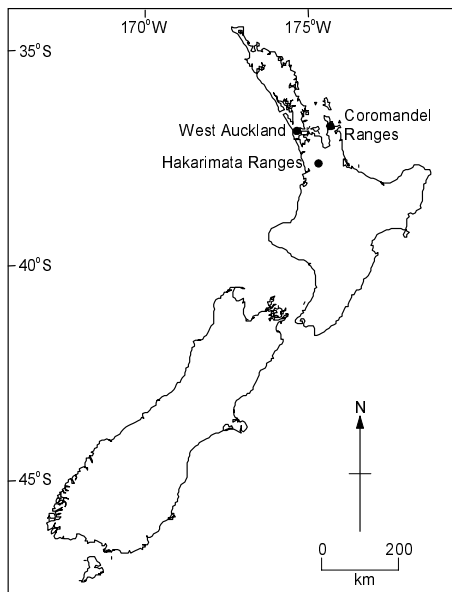 170°W 175°W
35°S
West Auckland
Coromandel
Ranges
Hakarimata Ranges
40°S
N
45°S
0 200
km